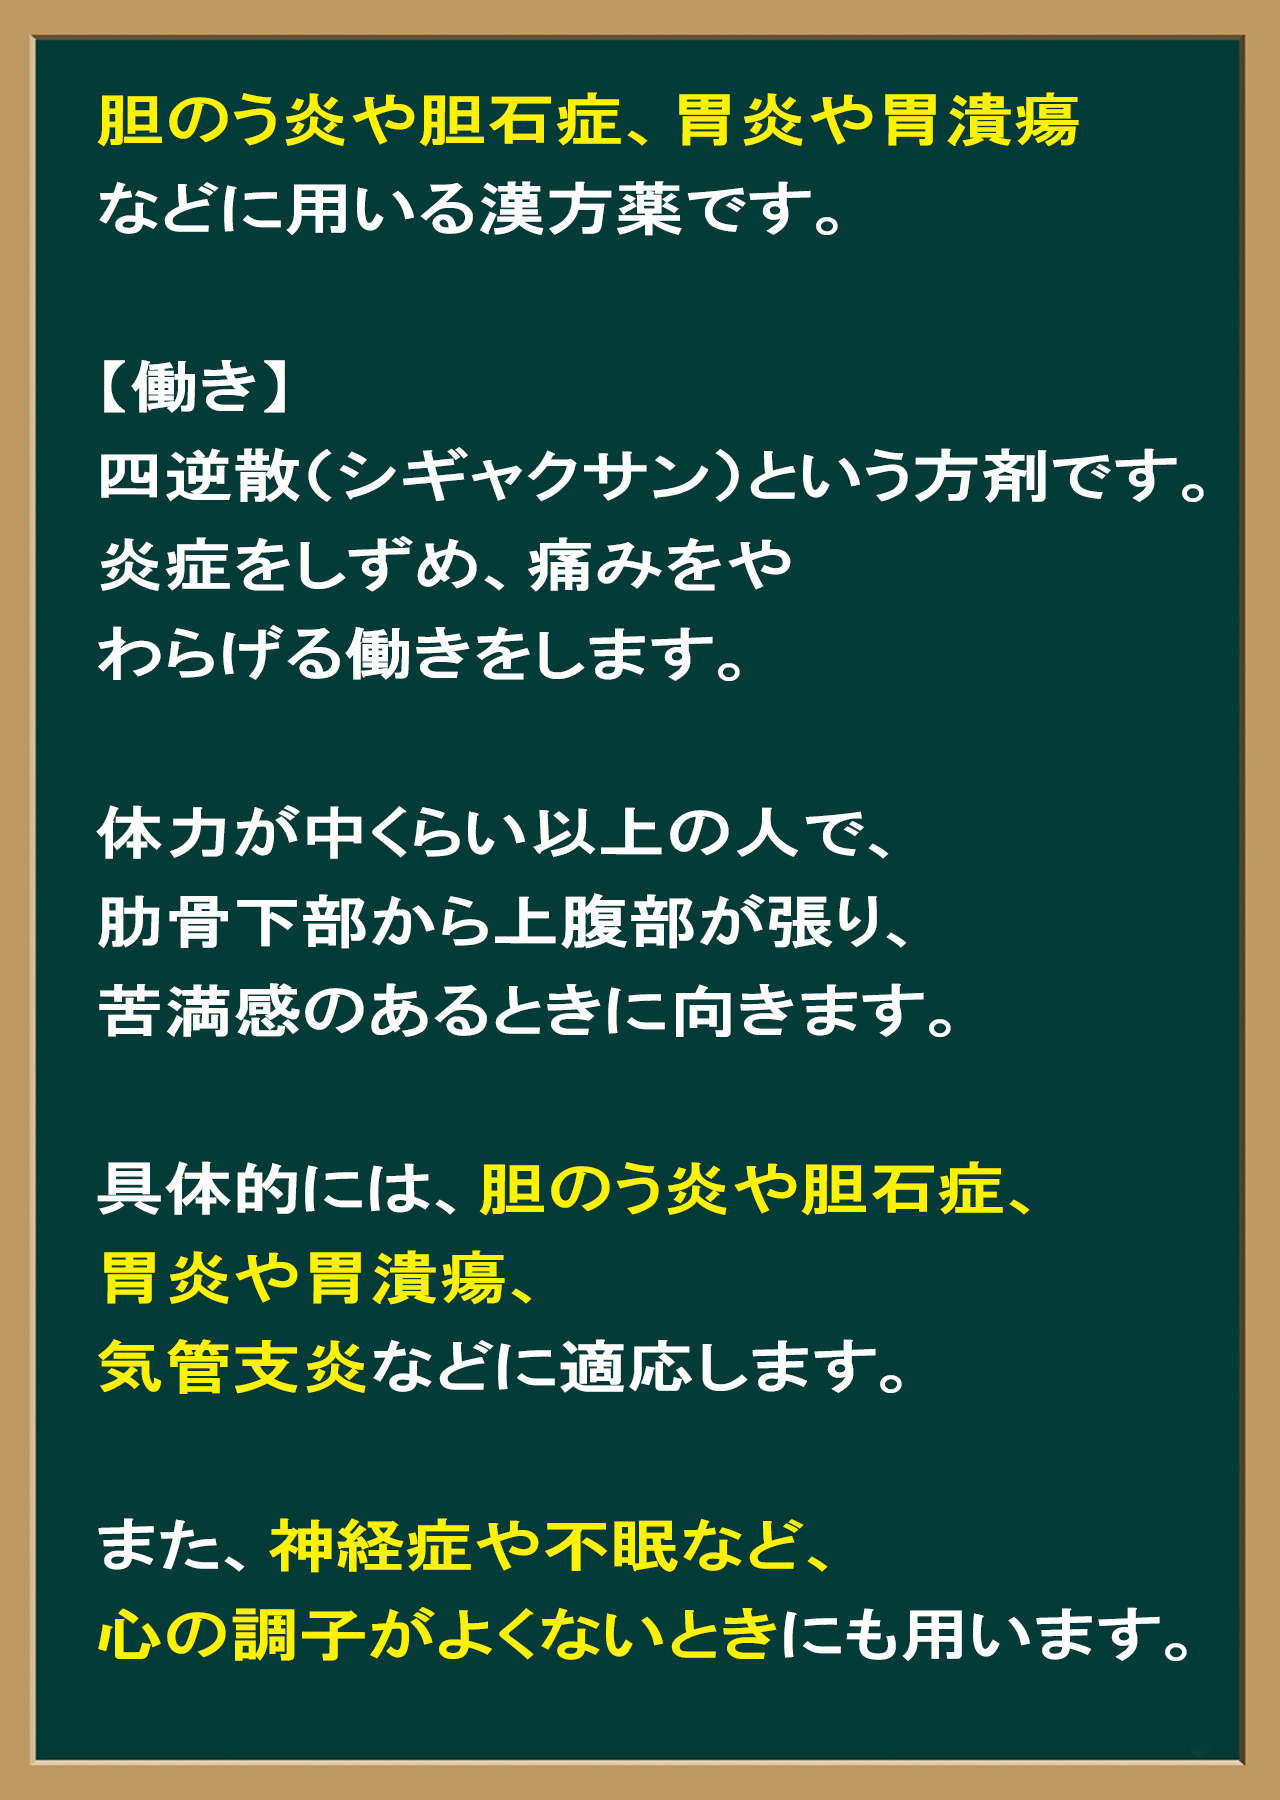 胆のう炎や胆石症、胃炎や胃潰瘍
などに用いる漢方薬です。
【働き】
四逆散(シギャクサン)という方剤です。
炎症をしずめ、痛みをや
わらげる働きをします。
体力が中くらい以上の人で、
肋骨下部から上腹部が張り、
苦満感のあるときに向きます。
具体的には、胆のう炎や胆石症、
胃炎や胃潰瘍、
気管支炎などに適応します。
また、神経症や不眠など、
心の調子がよくないときにも用います。